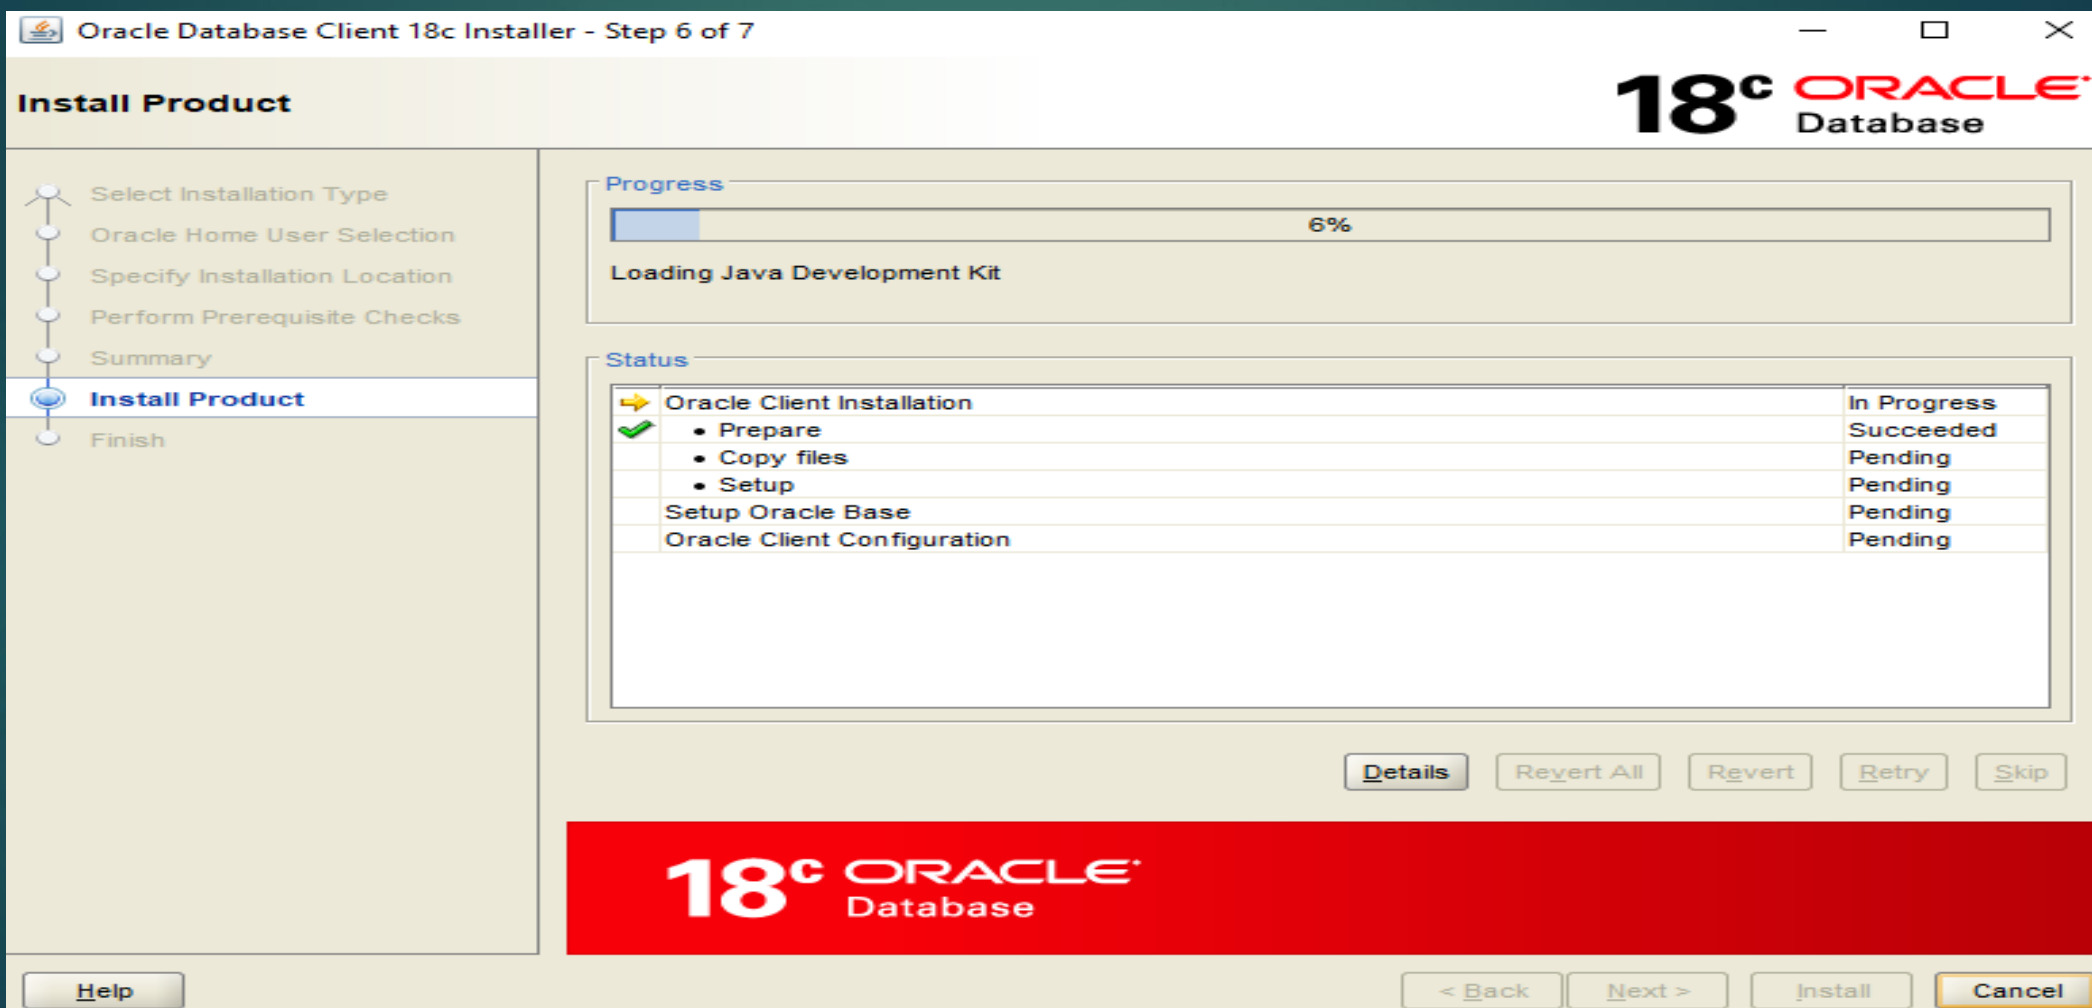 Oracle Database Client 18c Installer - Step 6 of 7
Install Product
18c ORACLE
Database
Select Installation Type
Oracle Home User Selection
Specify Installation Location
Perform Prerequisite Checks
Summary
Install Product
Finish
Progress
6%
Loading Java Development Kit
Status
Oracle Client Installation In Progress
• Prepare Succeeded
• Copy files Pending
• Setup Pending
Setup Oracle Base Pending
Oracle Client Configuration Pending
Details Revert All Revert Retry Skip
18c ORACLE
Database
Help < Back Next > Install Cancel